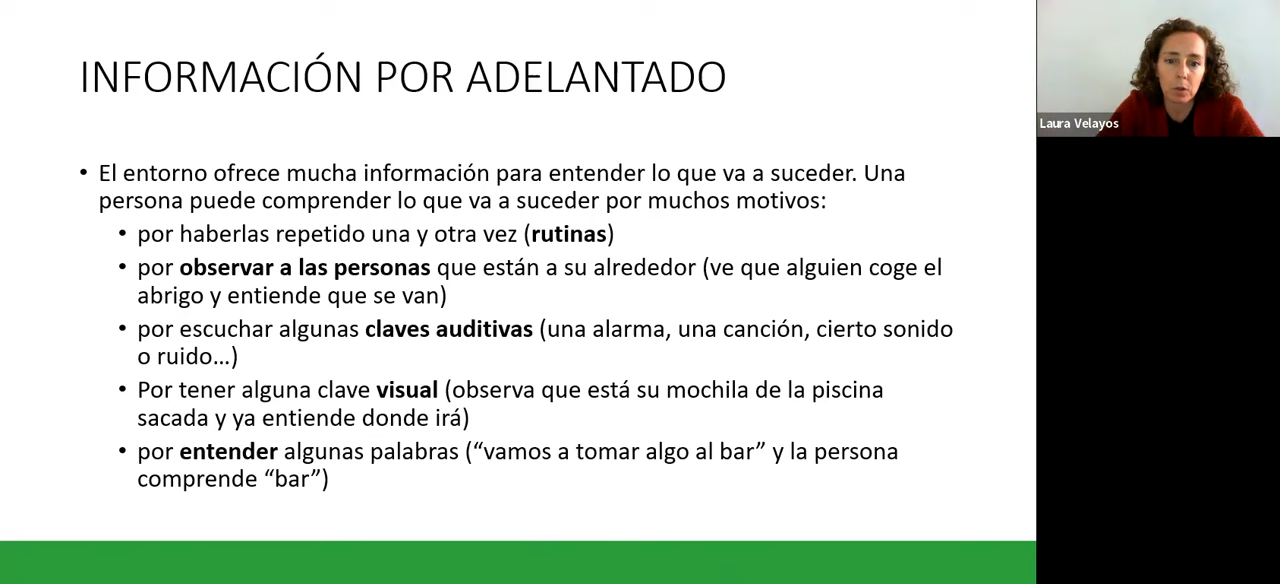 INFORMACIÓN POR ADELANTADO
Laura Velayos
• El entorno ofrece mucha información para entender lo que va a suceder. Una
persona puede comprender lo que va a suceder por muchos motivos:
• por haberlas repetido una y otra vez (rutinas)
• por observar a las personas que están a su alrededor (ve que alguien coge el
abrigo y entiende que se van)
• por escuchar algunas claves auditivas (una alarma, una canción, cierto sonido
o ruido…)
• Por tener alguna clave visual (observa que está su mochila de la piscina
sacada y ya entiende donde irá)
• por entender algunas palabras (“vamos a tomar algo al bar” y la persona
comprende “bar”)